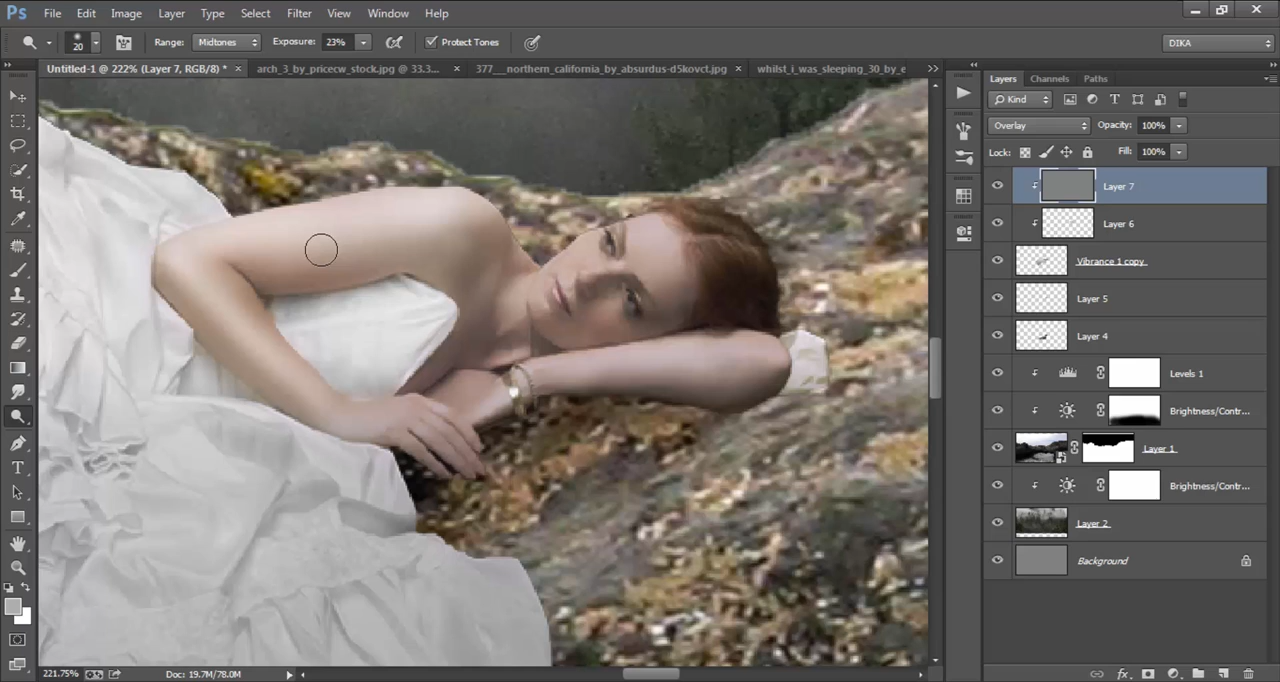 Ps File Edit Image Layer Type Select Filter 3D View Window Help
20 Range: Midtones Exposure: 23% Protect Tones DIKA
Untitled-1 @ 222% (Layer 7, RGB/8) * × arch_3_by_pricecw_stock.jpg @ 33.3... × 377__northern_california_by_absurdus-d5kovct.jpg × whilst_i_was_sleeping_30_by_e
Layers Channels Paths
Kind
Overlay Opacity: 100%
Lock: Fill: 100%
Layer 7
Layer 6
Vibrance 1 copy
Layer 5
Layer 4
Levels 1
Brightness/Contr...
Layer 1
Brightness/Contr...
Layer 2
Background
221.75% Doc: 19.7M/78.0M